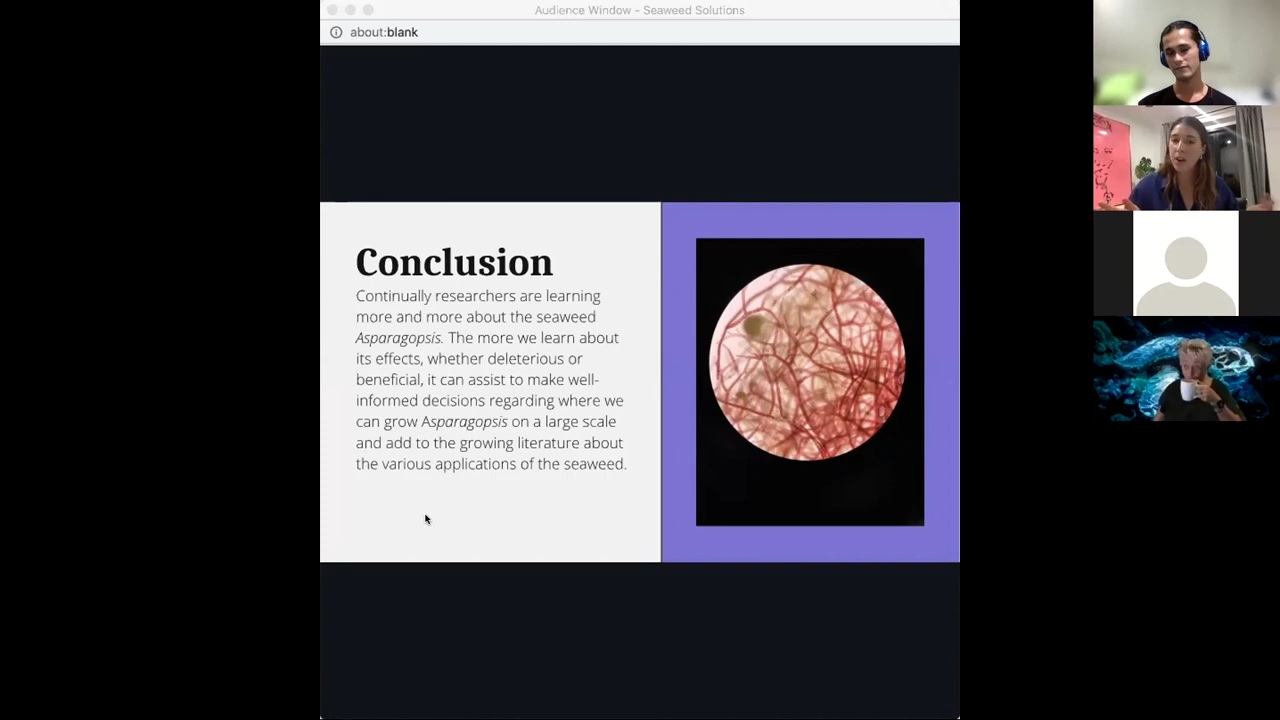 Audience Window - Seaweed Solutions
about:blank
Conclusion
Continually researchers are learning
more and more about the seaweed
Asparagopsis. The more we learn about
its effects, whether deleterious or
beneficial, it can assist to make well-
informed decisions regarding where we
can grow Asparagopsis on a large scale
and add to the growing literature about
the various applications of the seaweed.